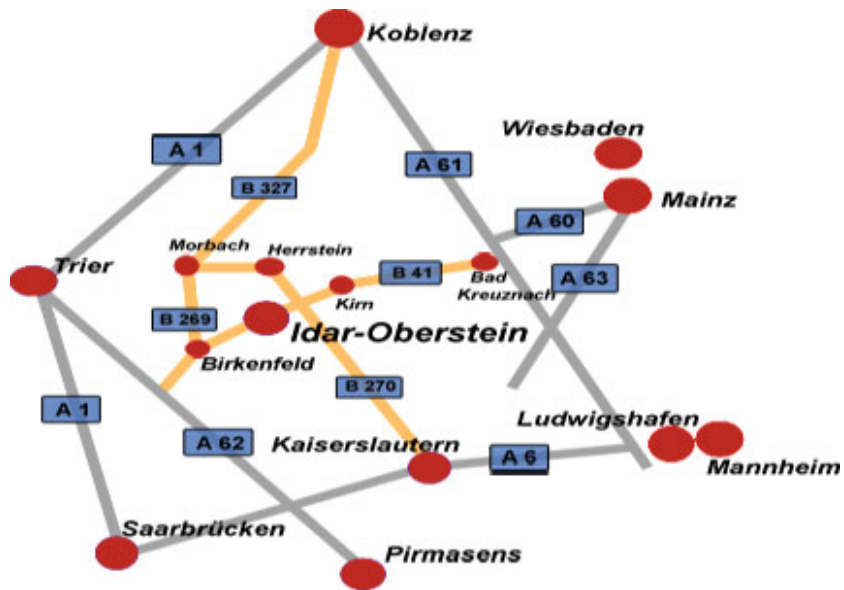 Koblenz
A 1
Wiesbaden
A 61
B 327
Mainz
A 60
Morbach
Herrstein
Trier
B 41
Bad
Kreuznach
A 63
Kirn
B 269
Idar-Oberstein
Birkenfeld
B 270
A 1
Ludwigshafen
A 62
Kaiserslautern
A 6
Mannheim
Saarbrücken
Pirmasens